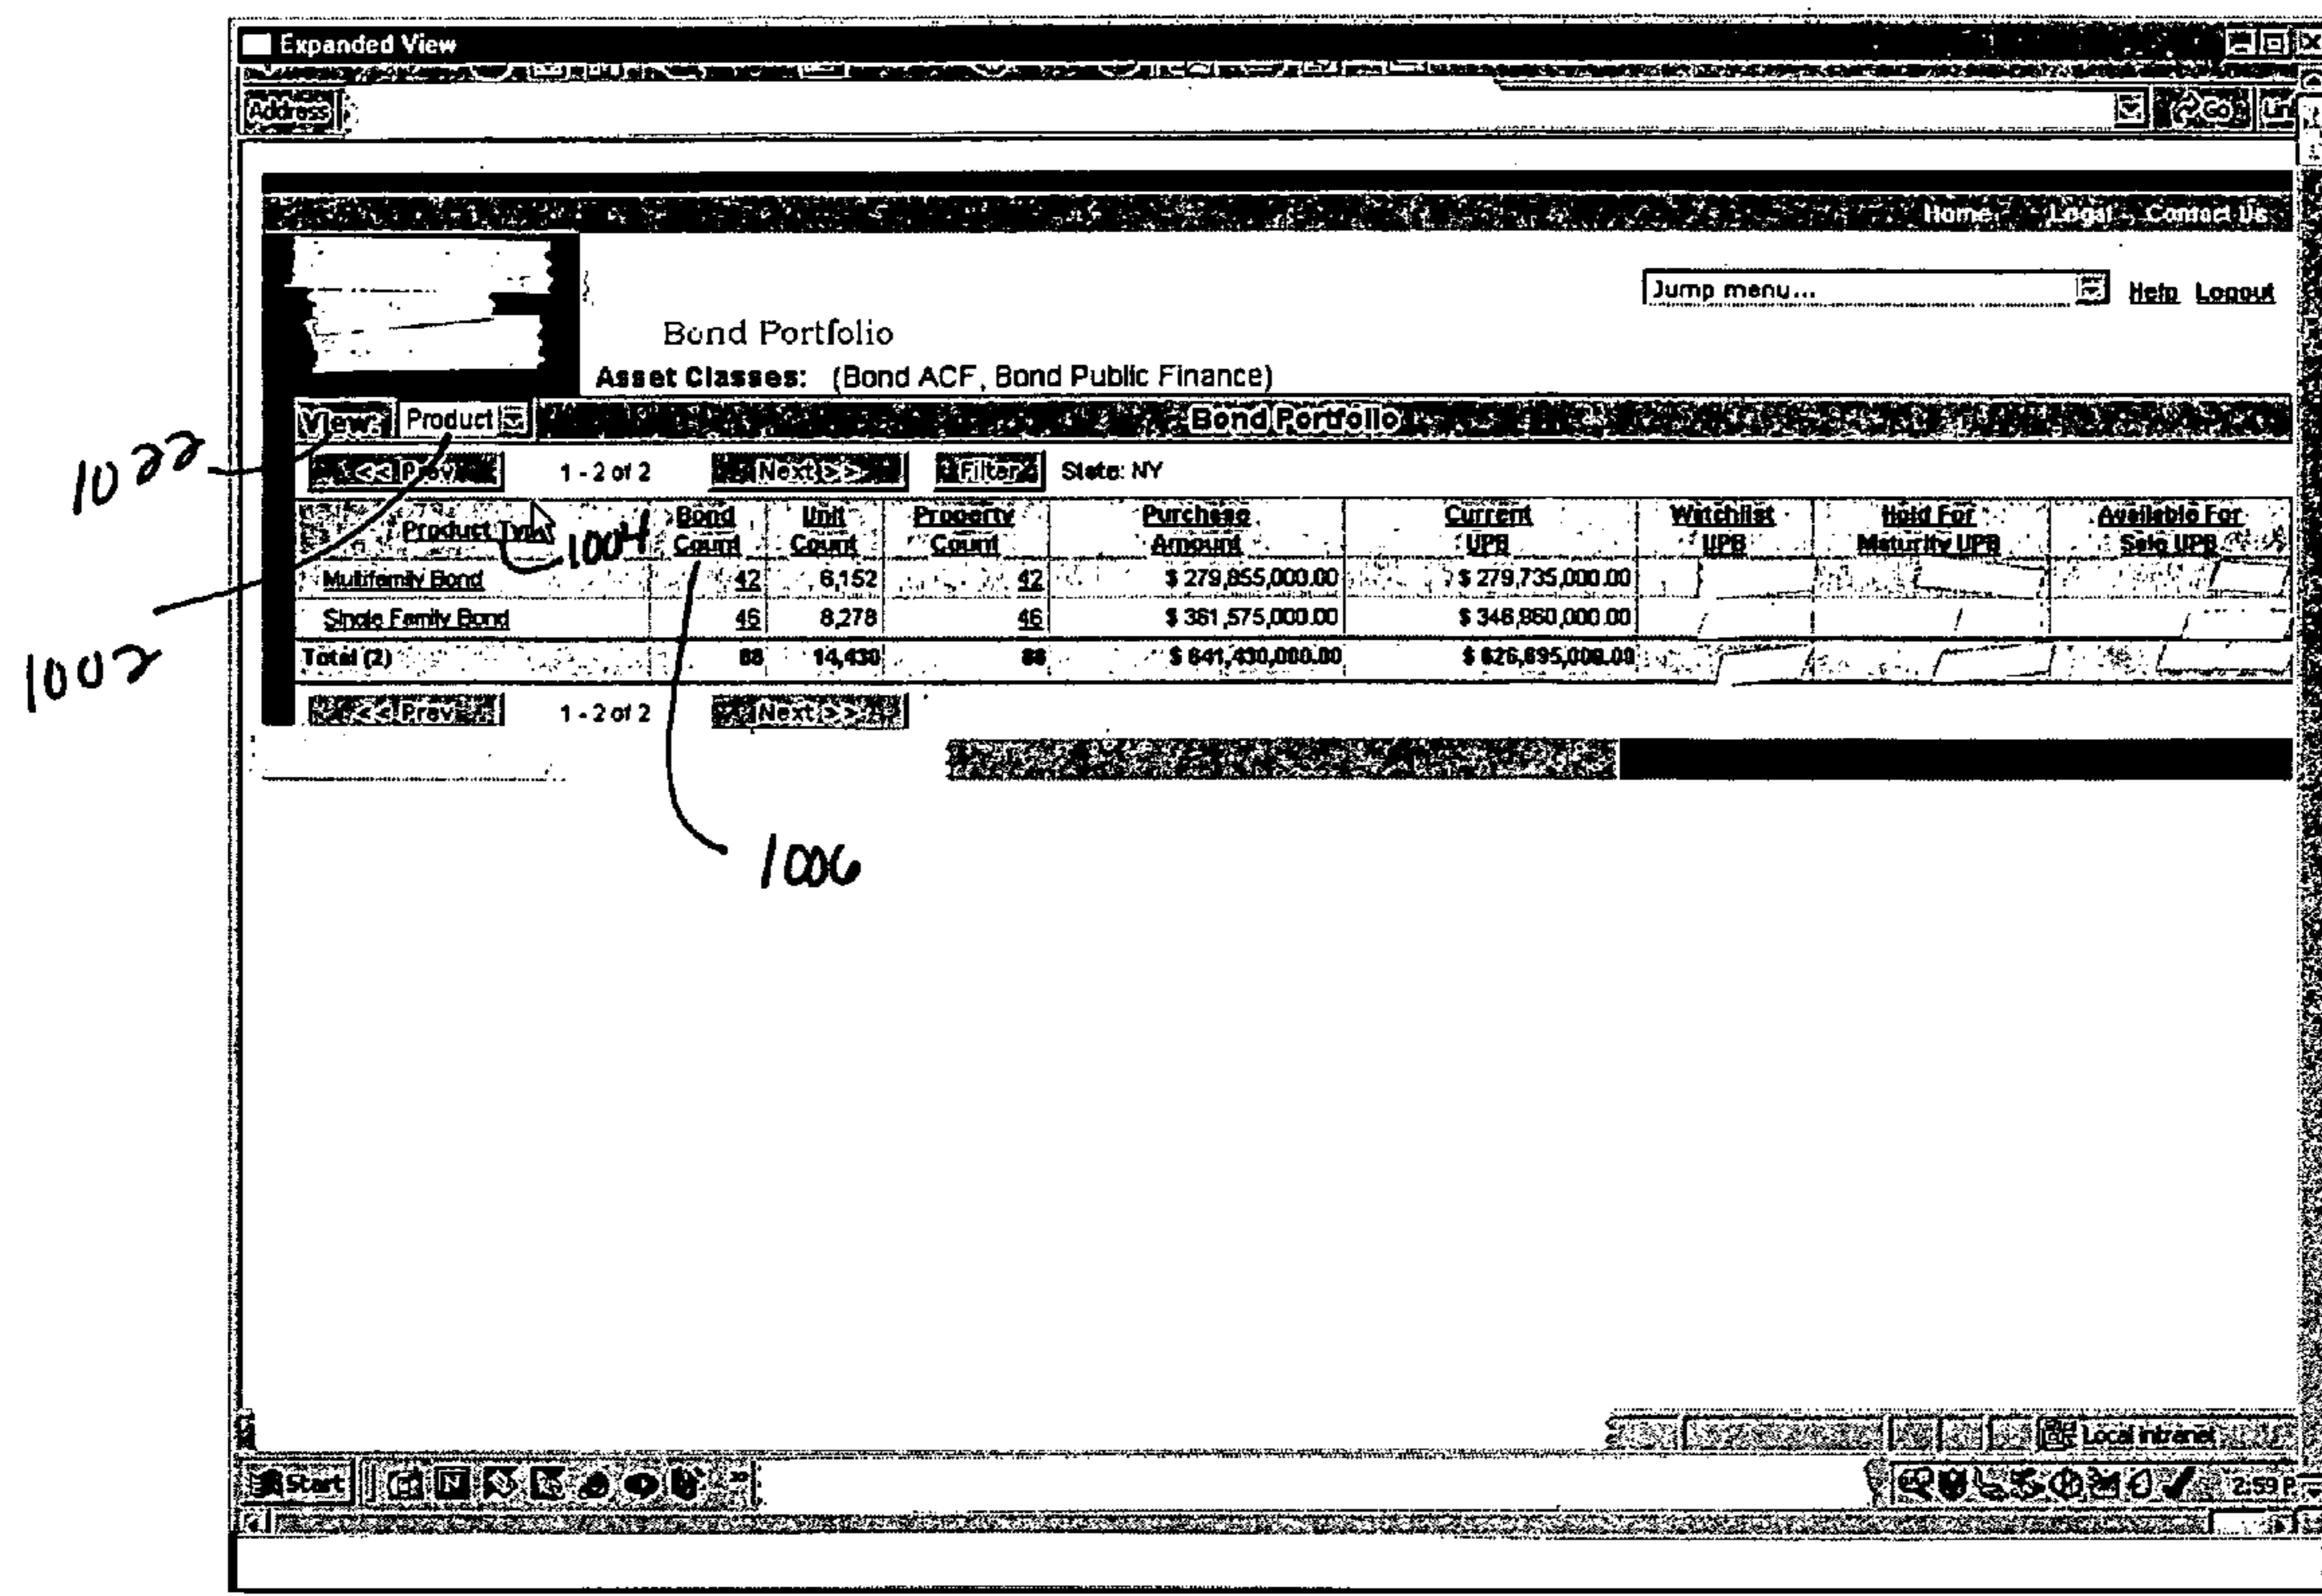 Expanded View
Address
Go
Home Legal Contact Us
Jump menu... Help Logout
Bond Portfolio
Asset Classes: (Bond ACF, Bond Public Finance)
View: Product Bond Portfolio
1022
<< Prev 1 - 2 of 2 Next >> Filter State: NY
Product Type Bond Count Unit Count Property Count Purchase Amount Current UPB Watchlist UPB Hold For Maturity UPB Available For Sale UPB
1004
Multifamily Bond 42 6,152 42 $ 279,855,000.00 $ 279,735,000.00
Single Family Bond 46 8,278 46 $ 361,575,000.00 $ 346,960,000.00
Total (2) 88 14,430 88 $ 641,430,000.00 $ 626,695,000.00
1002
<< Prev 1 - 2 of 2 Next >>
1006
Local intranet
Start 2:59 P